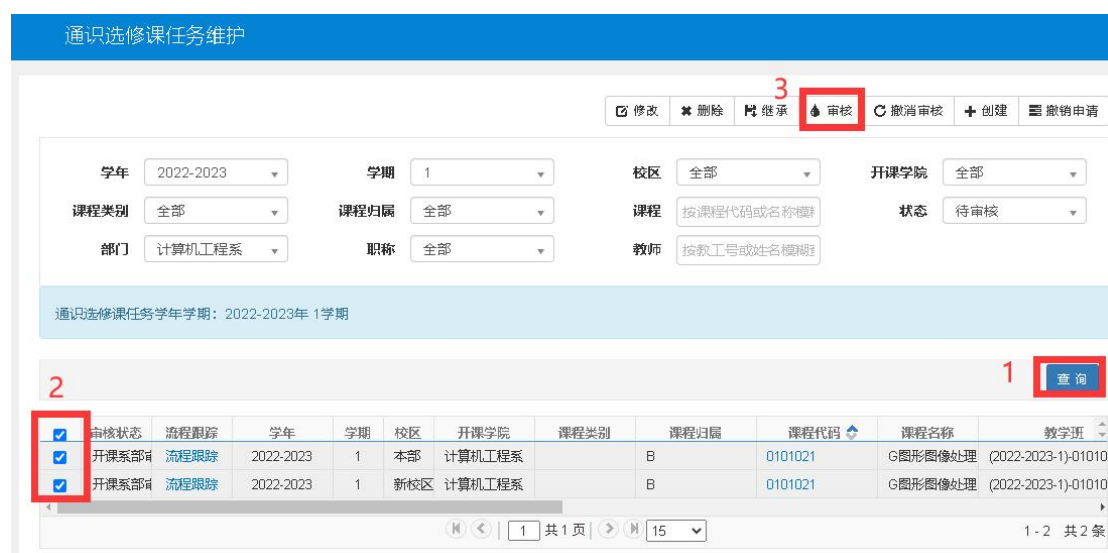 通识选修课任务维护
3
修改 删除 继承 审核 撤消审核 创建 撤销申请
学年 2022-2023 学期 1 校区 全部 开课学院 全部
课程类别 全部 课程归属 全部 课程 按课程代码或名称模 状态 待审核
部门 计算机工程系 职称 全部 教师 按教工号或姓名模糊
通识选修课任务学年学期：2022-2023年 1学期
1 查 询
2
审核状态 流程跟踪 学年 学期 校区 开课学院 课程类别 课程归属 课程代码 课程名称 教学班
开课系部 流程跟踪 2022-2023 1 本部 计算机工程系 B 0101021 G图形图像处理 (2022-2023-1)-01010
开课系部 流程跟踪 2022-2023 1 新校区 计算机工程系 B 0101021 G图形图像处理 (2022-2023-1)-01010
1 共 1 页 15 1 - 2 共 2 条